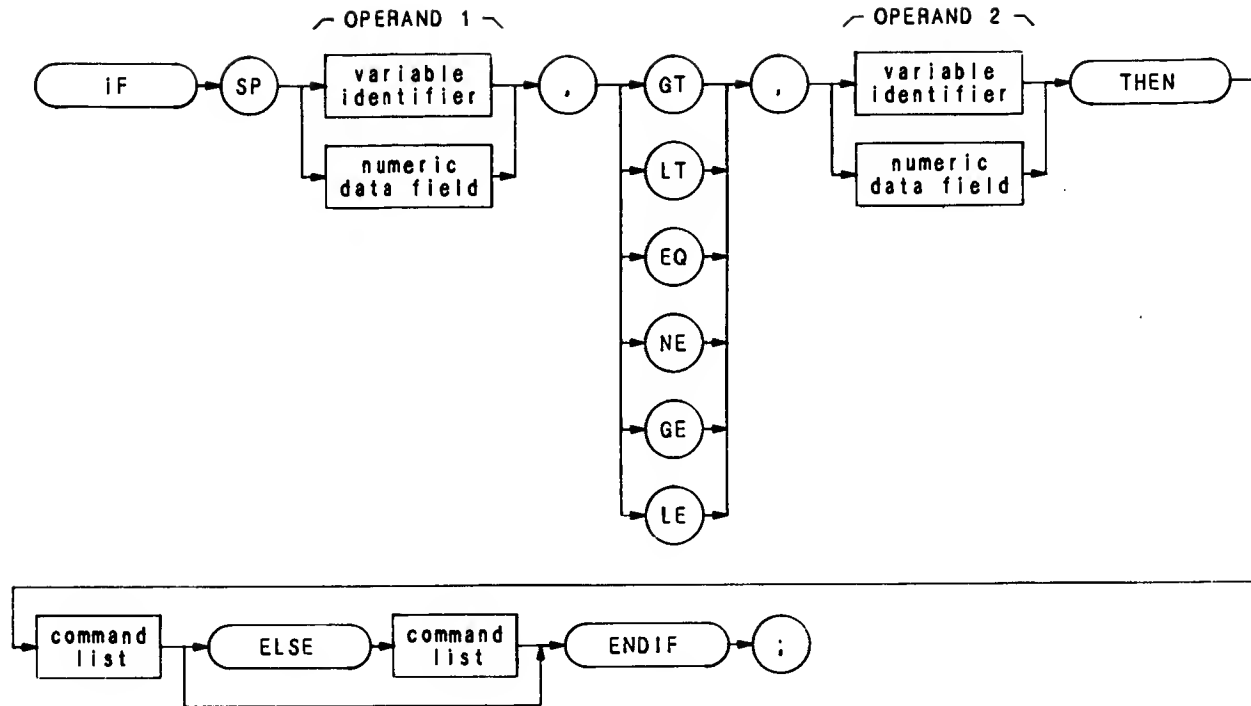 OPERAND 1
OPERAND 2
IF
SP
variable
identifier
numeric
data field
,
GT
LT
EQ
NE
GE
LE
,
variable
identifier
numeric
data field
THEN
command
list
ELSE
command
list
ENDIF
;